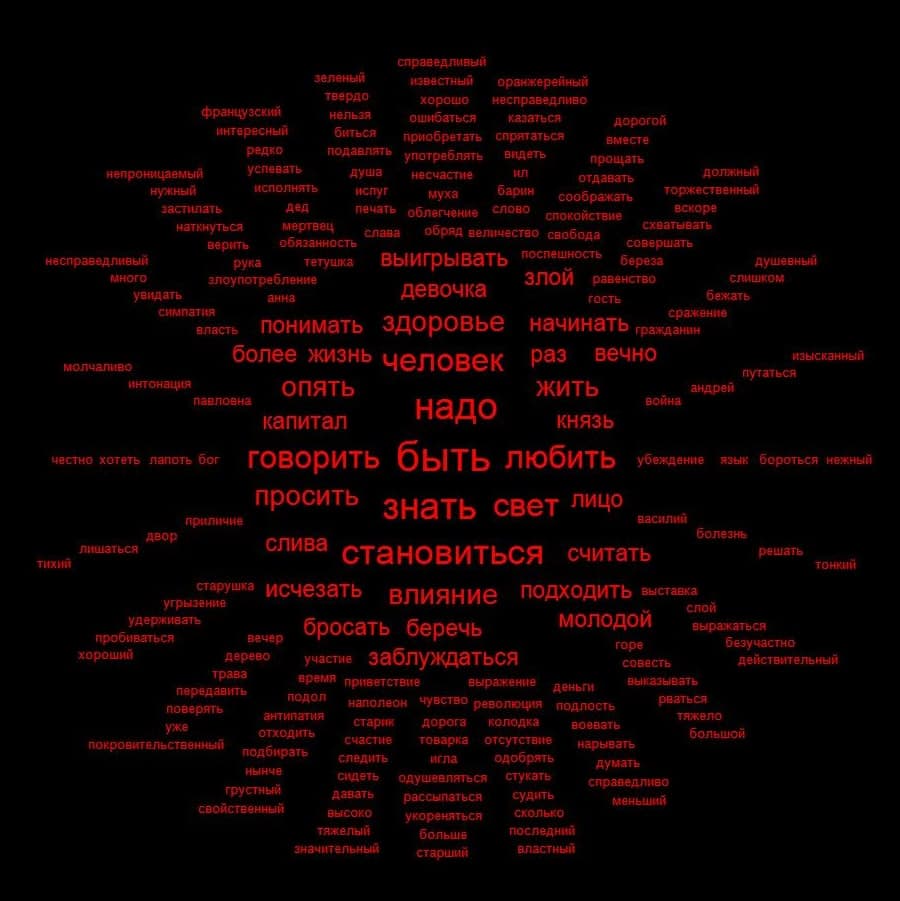 справедливый
зеленый известный оранжерейный
твердо хорошо несправедливо
французский нельзя ошибаться казаться дорогой
интересный биться приобретать спрятаться вместе
редко подавлять употреблять видеть прощать
непроницаемый успевать душа несчастие ил отдавать должный
нужный исполнять испуг муха барин соображать торжественный
застилать дед печать облегчение слово спокойствие вскоре
наткнуться мертвец слава обряд величество свобода схватывать
верить обязанность совершать
несправедливый рука тетушка выигрывать поспешность береза душевный
много злоупотребление злой равенство слишком
увидать анна девочка гость бежать
симпатия сражение
власть понимать здоровье начинать гражданин
более жизнь человек раз вечно изысканный
молчаливо путаться
интонация опять жить андрей
павловна надо война
капитал князь
честно хотеть лапоть бог говорить быть любить убеждение язык бороться нежный
просить знать свет лицо
приличие василий
двор болезнь
лишаться слива становиться считать решать
тихий тонкий
старушка исчезать влияние подходить выставка
угрызение слой
удерживать бросать беречь молодой выражаться
пробиваться вечер горе безучастно
хороший дерево участие заблуждаться совесть действительный
трава время приветствие выражение деньги выказывать
передавить подол наполеон чувство революция подлость рваться
поверять антипатия старик дорога колодка воевать тяжело
уже отходить счастие товарка отсутствие нарывать большой
покровительственный подбирать следить игла одобрять думать
нынче сидеть одушевляться стукать справедливо
грустный давать рассыпаться судить меньший
свойственный высоко укореняться сколько
тяжелый больше последний
значительный старший властный